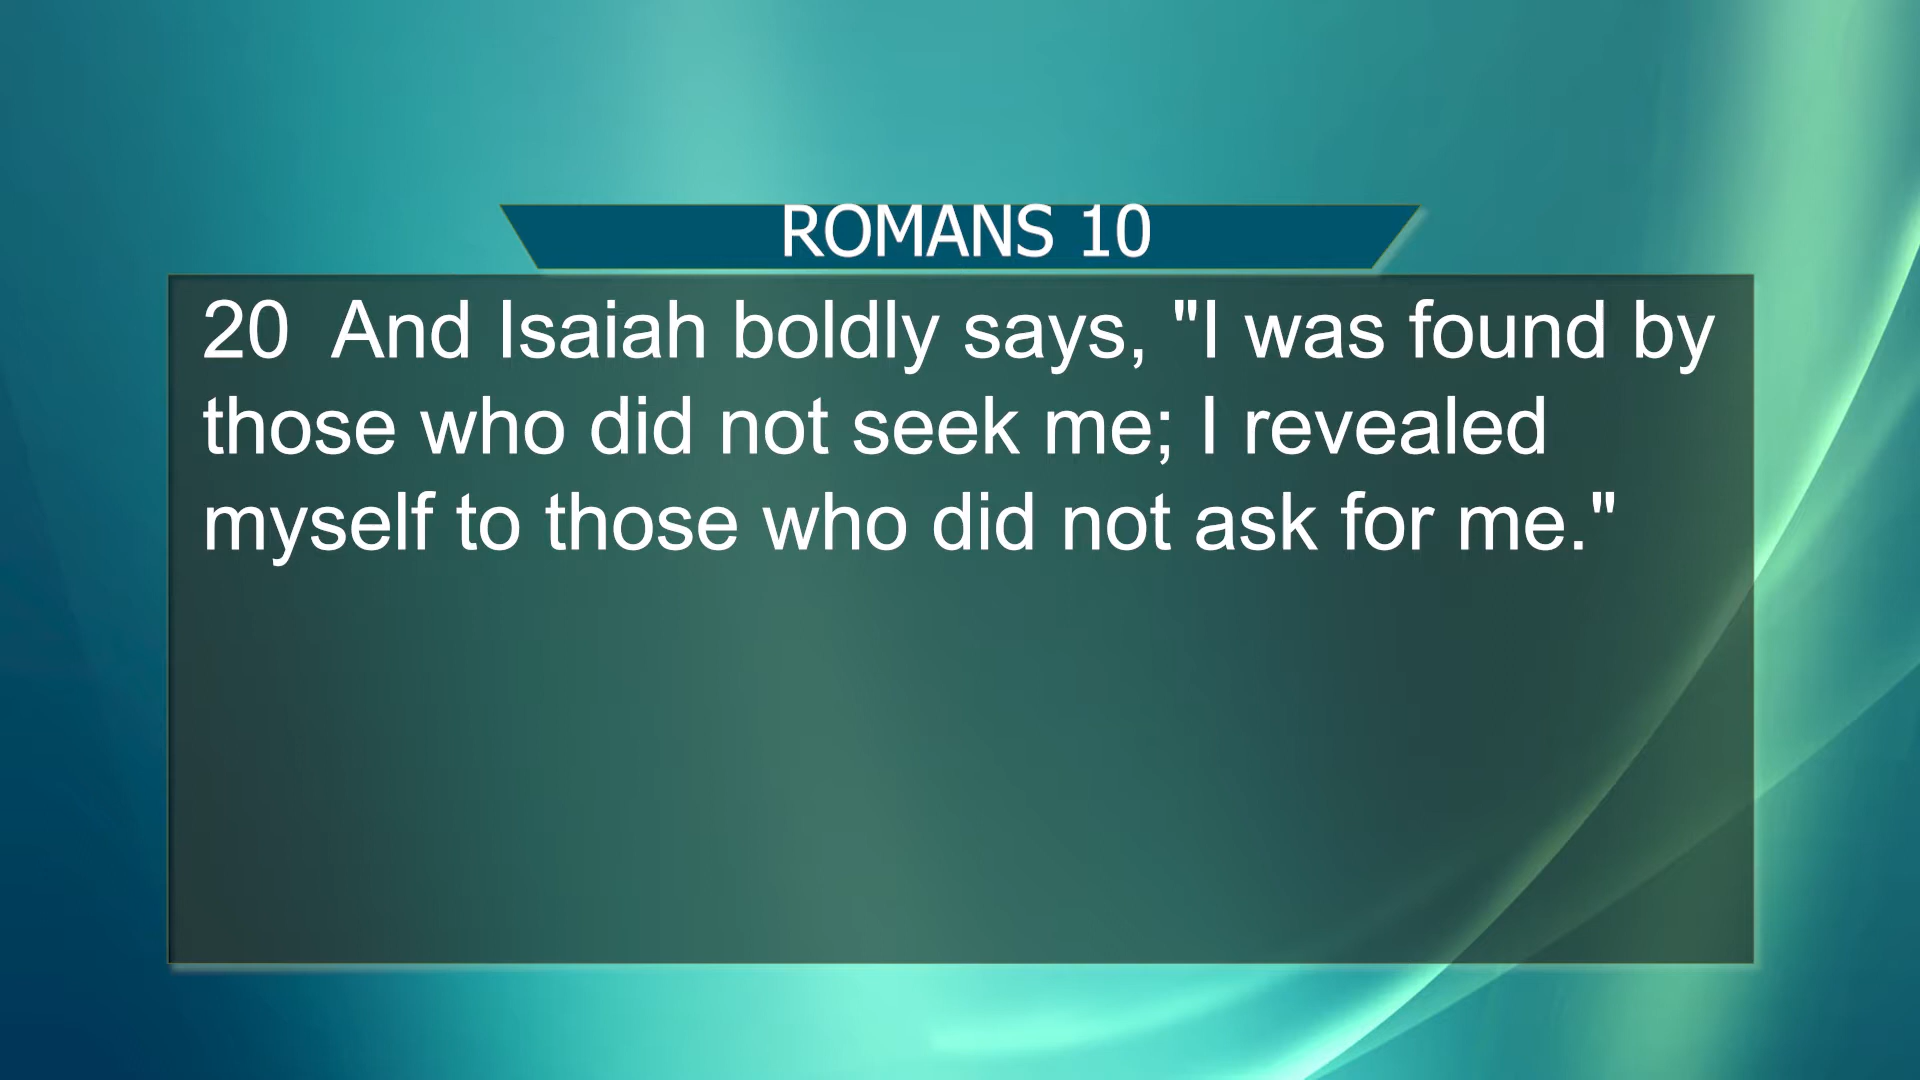 ROMANS 10
20  And Isaiah boldly says, "I was found by
those who did not seek me; I revealed
myself to those who did not ask for me."